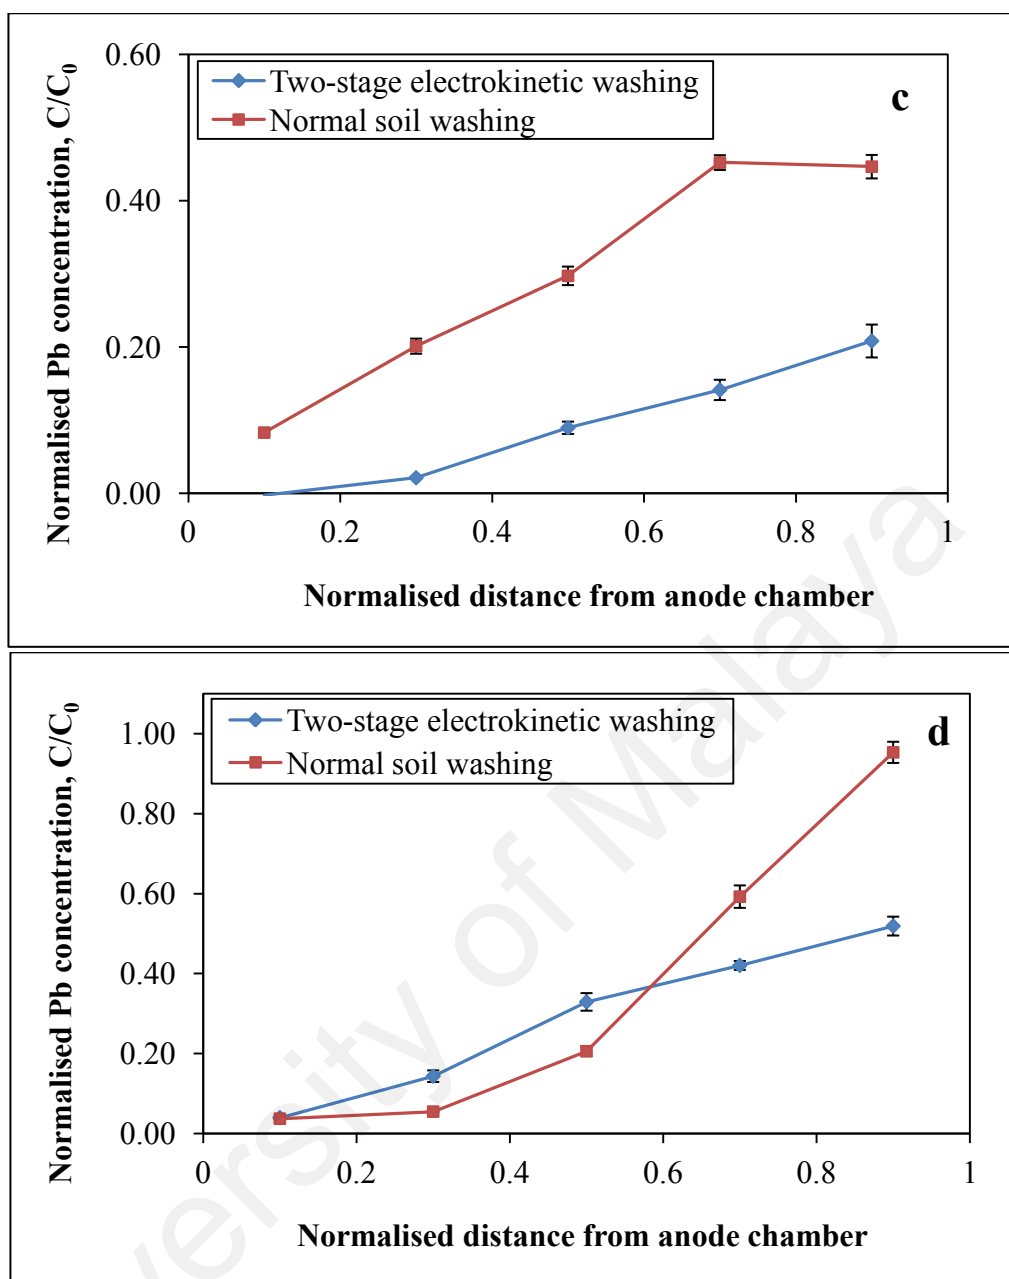 0.60
Two-stage electrokinetic washing
Normal soil washing
c
0.40
0.20
0.00
Normalised Pb concentration, C/C₀
0 0.2 0.4 0.6 0.8 1
Normalised distance from anode chamber
Two-stage electrokinetic washing
Normal soil washing
d
1.00
0.80
0.60
0.40
0.20
0.00
Normalised Pb concentration, C/C₀
0 0.2 0.4 0.6 0.8 1
Normalised distance from anode chamber
versity of Malaya